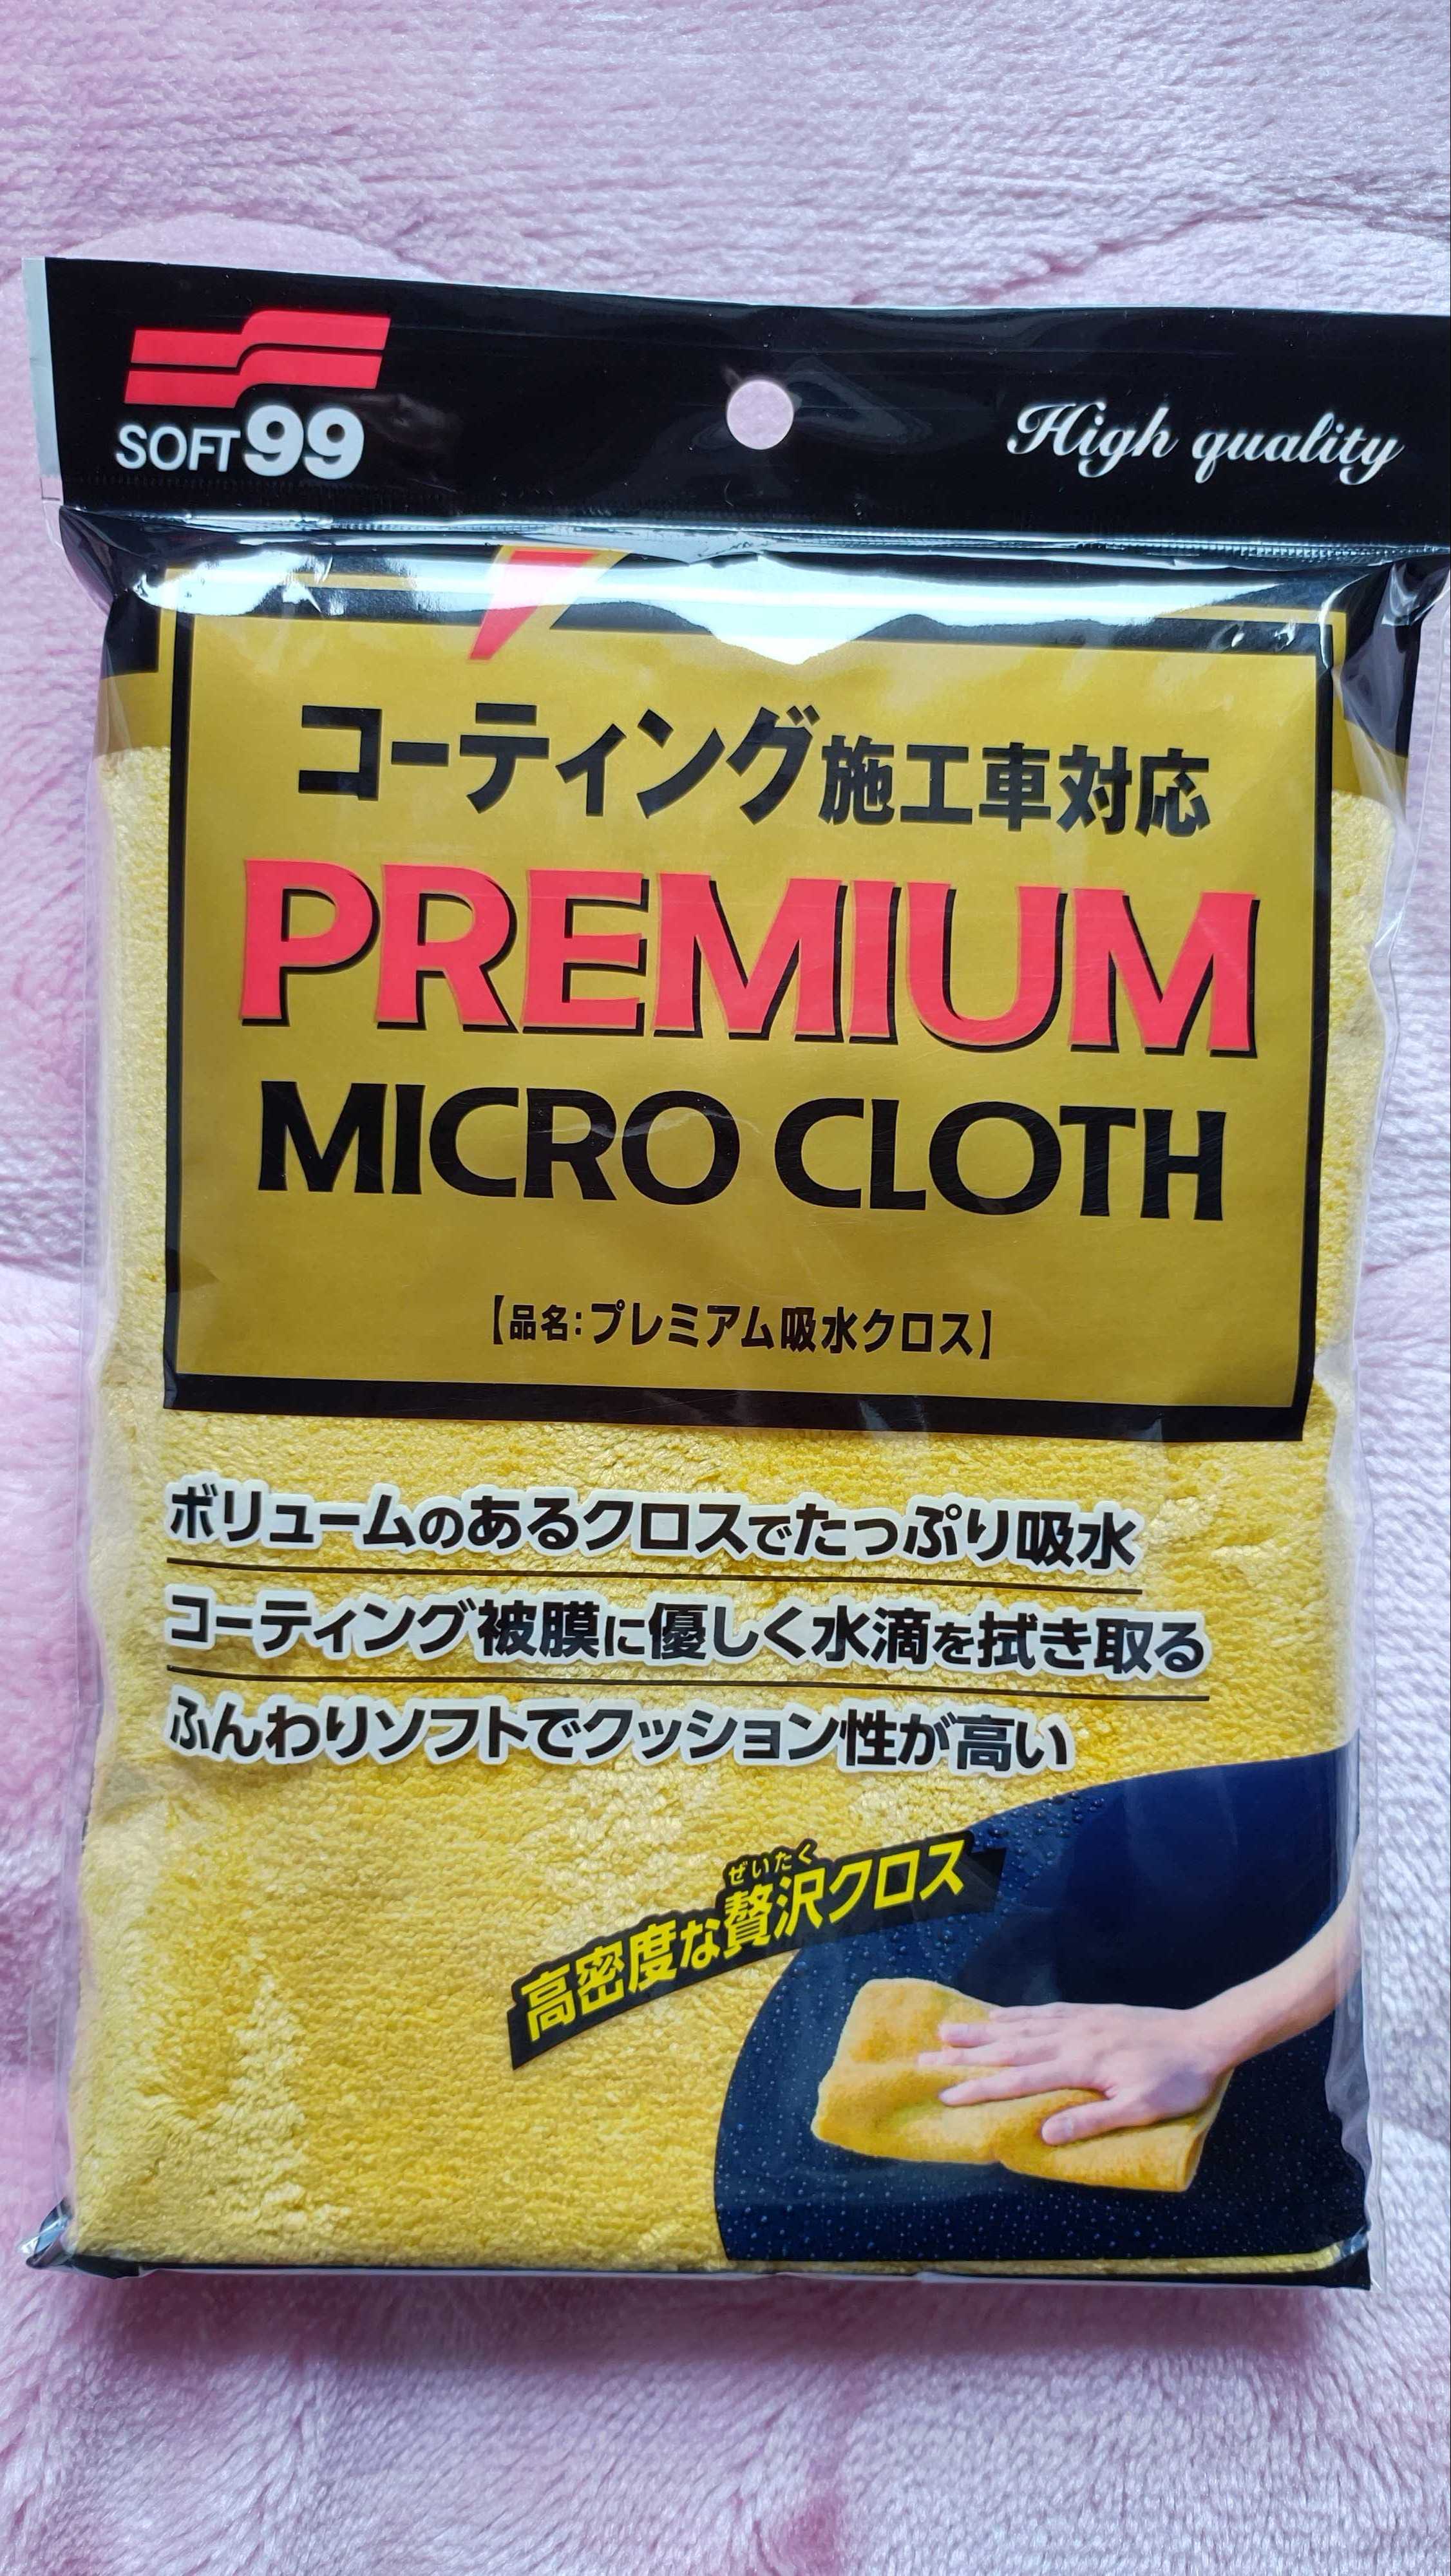 SOFT99
High quality
コーティング施工車対応
PREMIUM
MICRO CLOTH
【品名:プレミアム吸水クロス】
ボリュームのあるクロスでたっぷり吸水
コーティング被膜に優しく水滴を拭き取る
ふんわりソフトでクッション性が高い
ぜいたく
高密度な贅沢クロス